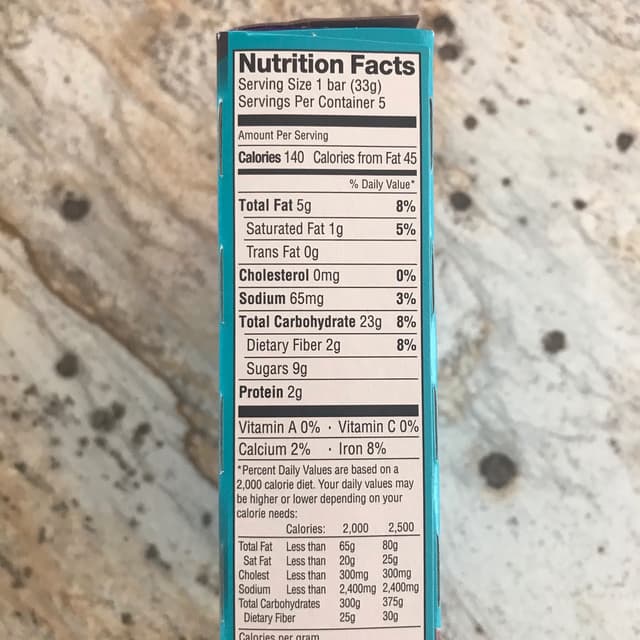 Nutrition Facts
Serving Size 1 bar (33g)
Servings Per Container 5
Amount Per Serving
Calories 140 Calories from Fat 45
% Daily Value*
Total Fat 5g 8%
Saturated Fat 1g 5%
Trans Fat 0g
Cholesterol 0mg 0%
Sodium 65mg 3%
Total Carbohydrate 23g 8%
Dietary Fiber 2g 8%
Sugars 9g
Protein 2g
Vitamin A 0% · Vitamin C 0%
Calcium 2% · Iron 8%
*Percent Daily Values are based on a
2,000 calorie diet. Your daily values may
be higher or lower depending on your
calorie needs:
Calories: 2,000 2,500
Total Fat Less than 65g 80g
Sat Fat Less than 20g 25g
Cholest Less than 300mg 300mg
Sodium Less than 2,400mg 2,400mg
Total Carbohydrates 300g 375g
Dietary Fiber 25g 30g
Calories per gram